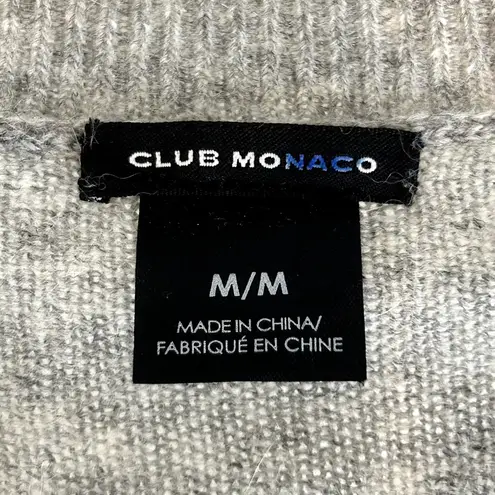 CLUB MONACO
M/M
MADE IN CHINA/
FABRIQUÉ EN CHINE